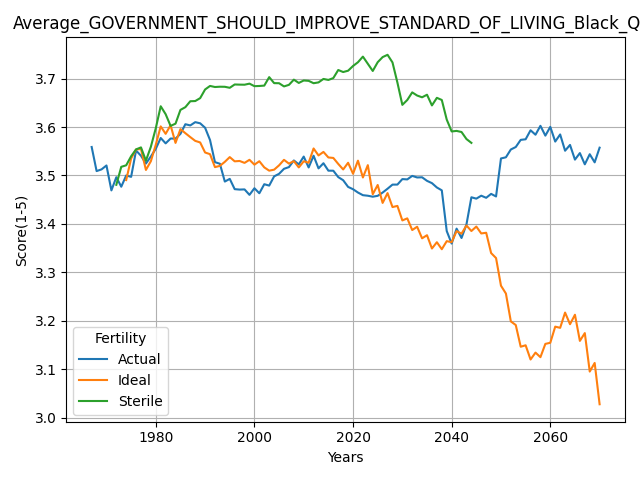 Average_GOVERNMENT_SHOULD_IMPROVE_STANDARD_OF_LIVING_Black_Q
Score(1-5)
3.7
3.6
3.5
3.4
3.3
3.2
3.1
3.0
Fertility
Actual
Ideal
Sterile
1980 2000 2020 2040 2060
Years